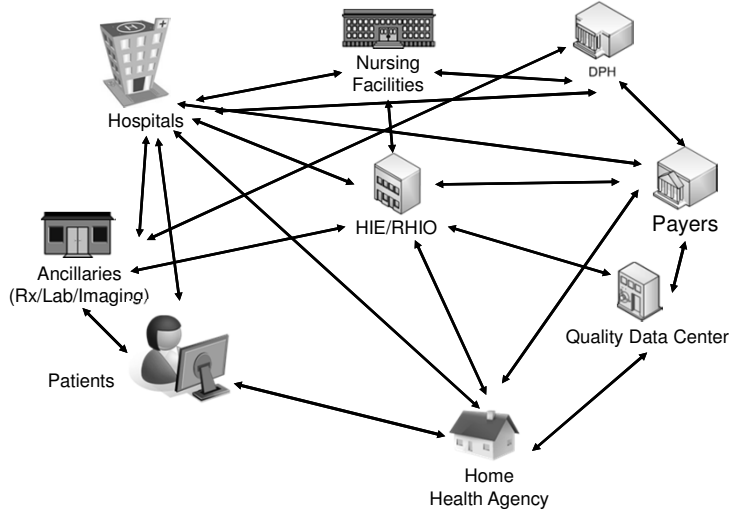 H
Nursing
Facilities
DPH
Hospitals
Payers
HIE/RHIO
Ancillaries
(Rx/Lab/Imaging)
Quality Data Center
Patients
Home
Health Agency